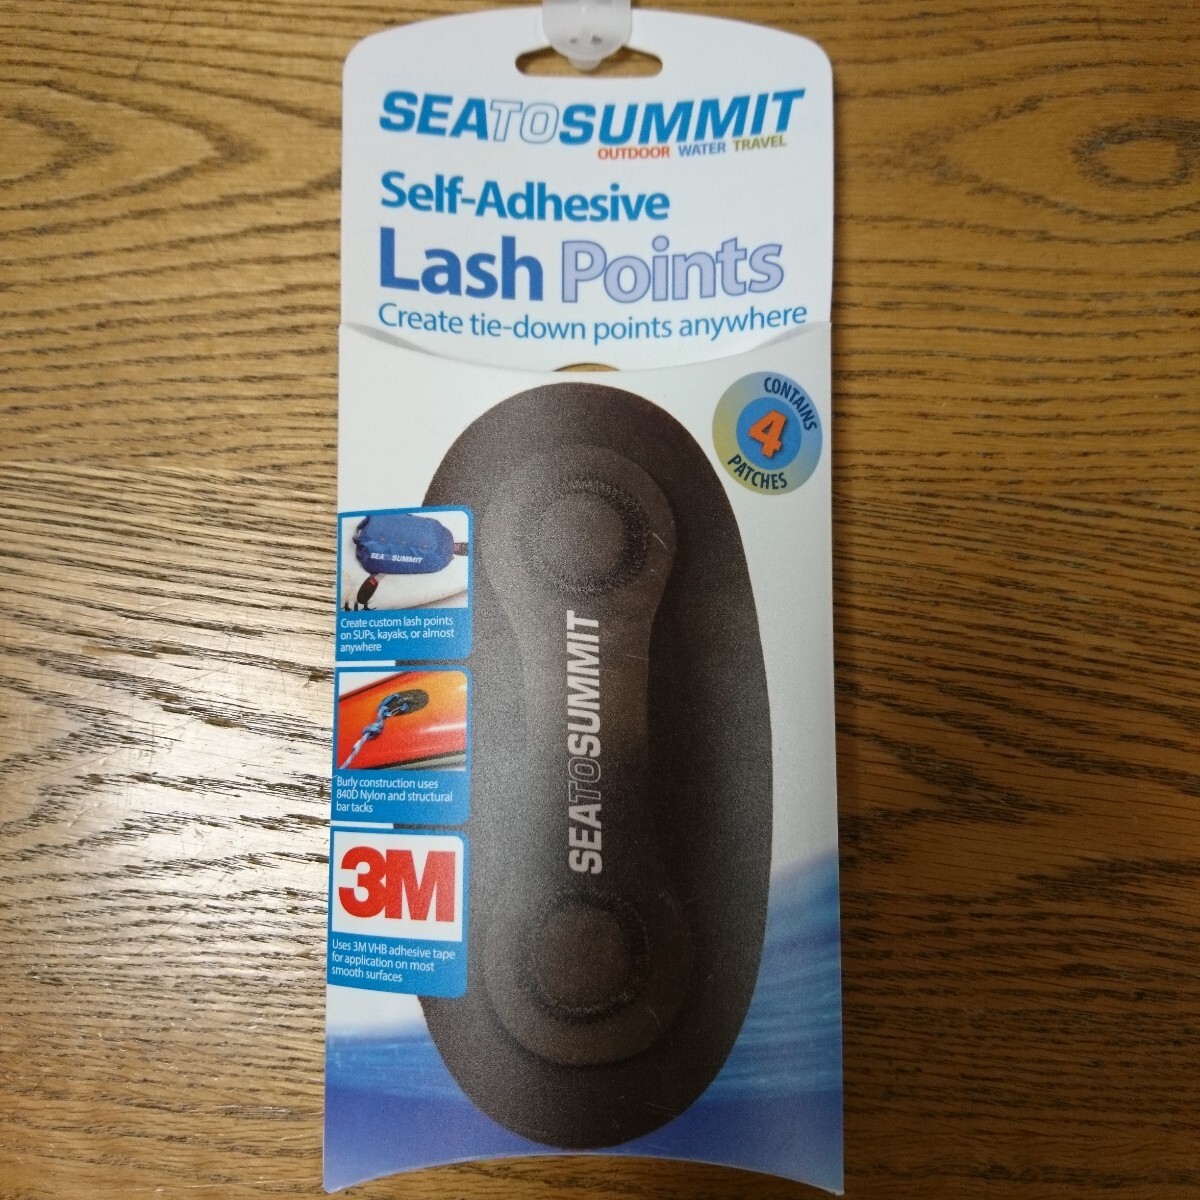 SEATOSUMMIT
OUTDOOR WATER TRAVEL
Self-Adhesive
Lash Points
Create tie-down points anywhere
CONTAINS
4
PATCHES
SEA TO SUMMIT
Create custom lash points
on SUPs, kayaks, or almost
anywhere
Burly construction uses
840D Nylon and structural
bar tacks
3M
Uses 3M VHB adhesive tape
for application on most
smooth surfaces
SEATOSUMMIT